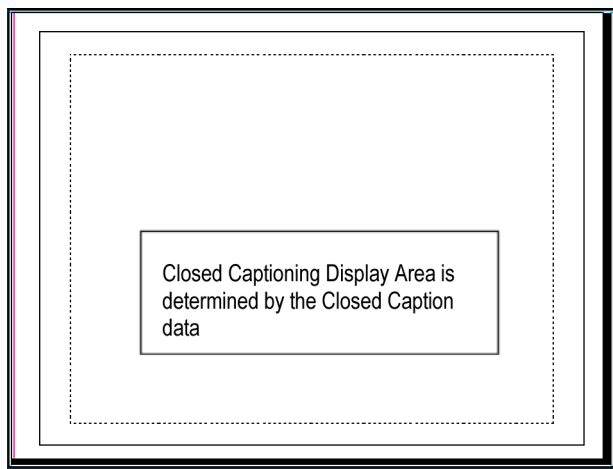 Closed Captioning Display Area is
determined by the Closed Caption
data